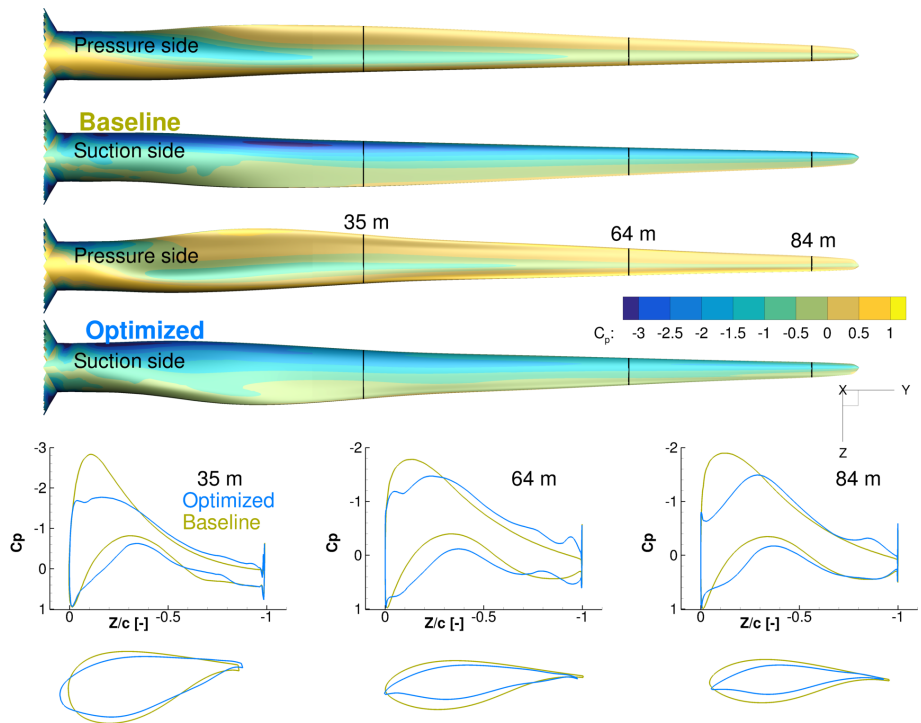 Pressure side
Baseline
Suction side
35 m
64 m
84 m
Pressure side
Cp: -3 -2.5 -2 -1.5 -1 -0.5 0 0.5 1
Optimized
Suction side
X Y
Z
-3
-2
-1
0
1
Cp
35 m
Optimized
Baseline
0 -0.5 -1
Z/c [-]
-2
-1
0
1
Cp
64 m
0 -0.5 -1
Z/c [-]
-2
-1
0
1
Cp
84 m
0 -0.5 -1
Z/c [-]